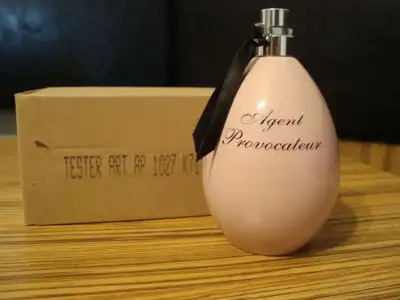 Agent
Provocateur
TESTER ART. AP 1027